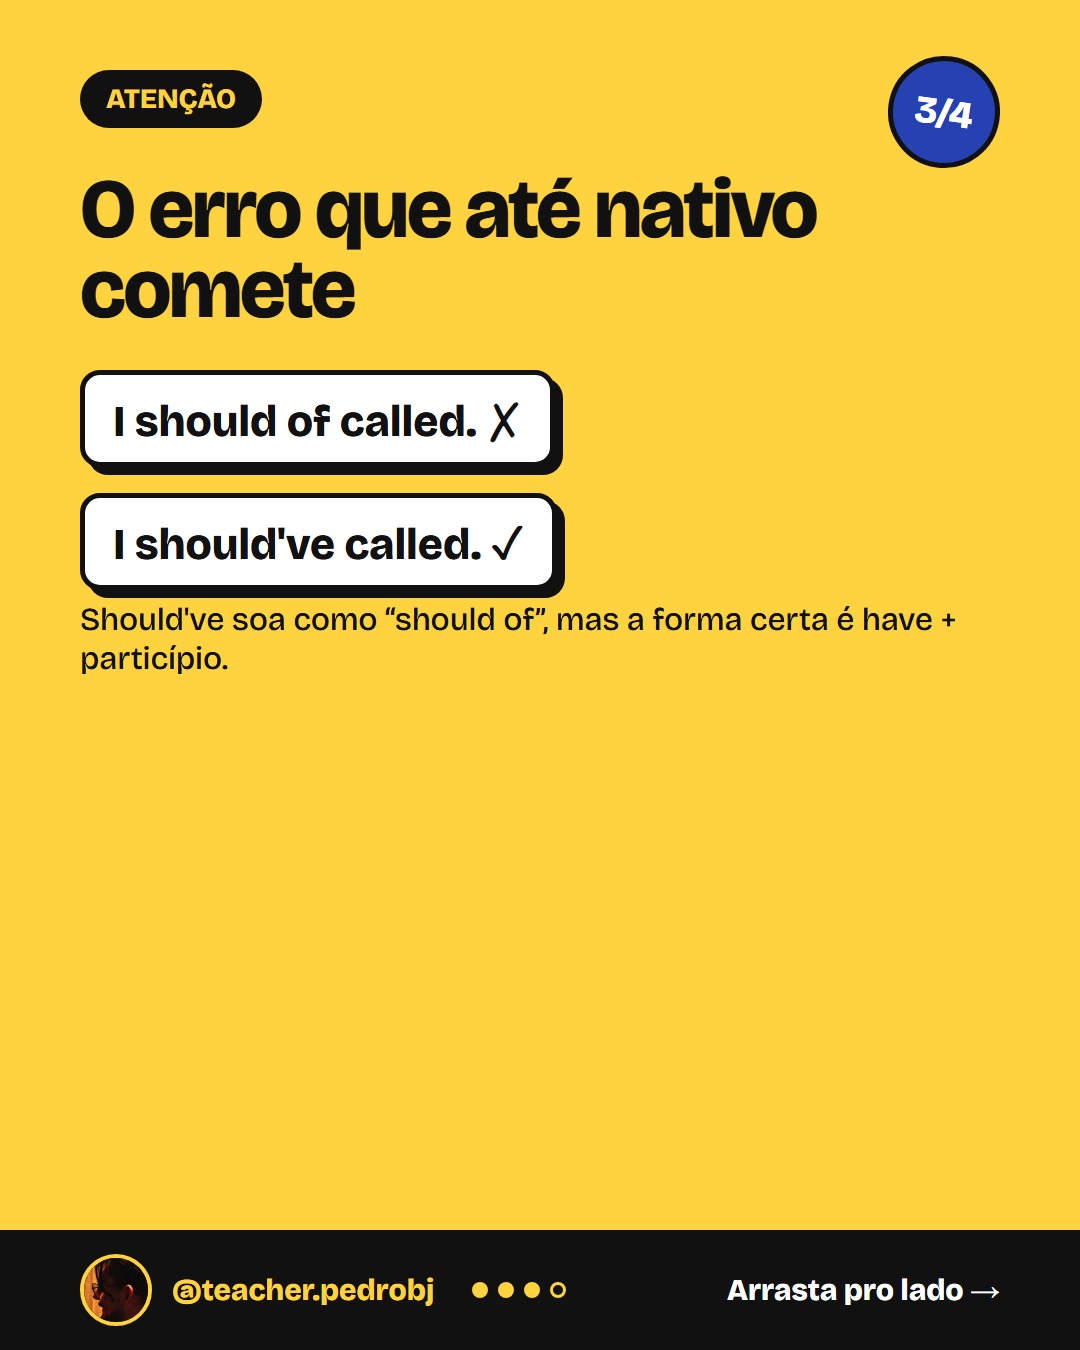 ATENÇÃO
3/4
O erro que até nativo
comete
I should of called. ✗
I should've called. ✓
Should've soa como “should of”, mas a forma certa é have +
particípio.
@teacher.pedrobj
Arrasta pro lado →